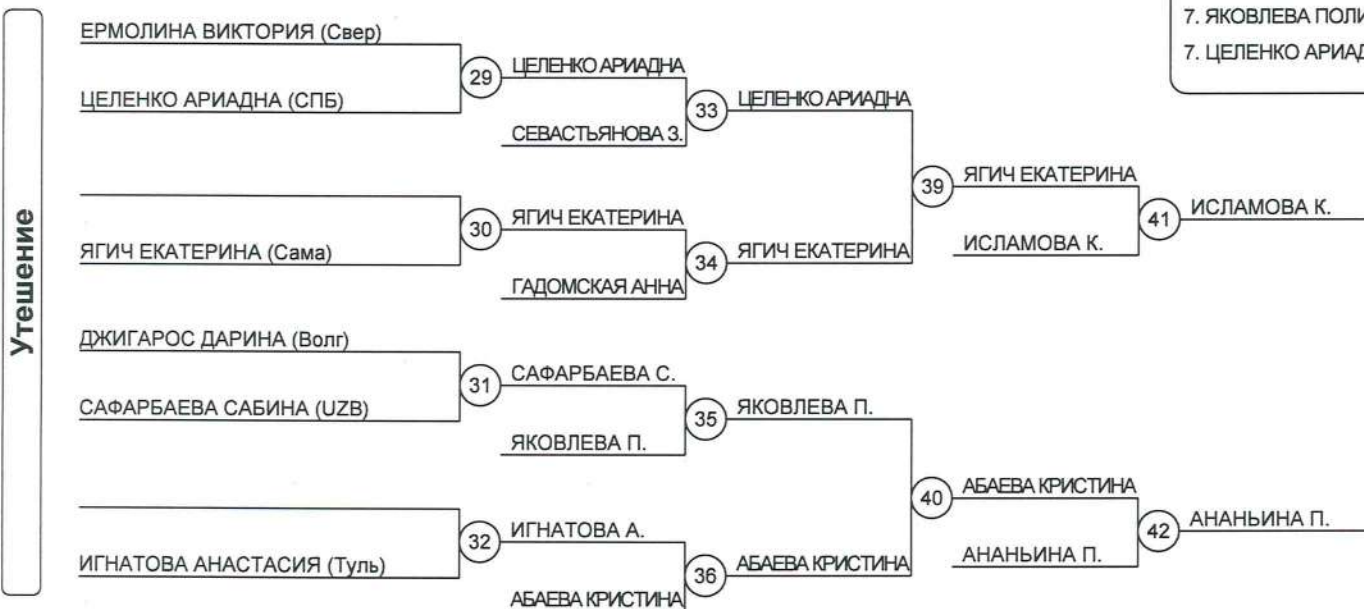 7. ЯКОВЛЕВА
7. ЦЕЛЕНКО
Утешение
ЕРМОЛИНА ВИКТОРИЯ (Свер)
29
ЦЕЛЕНКО АРИАДНА
ЦЕЛЕНКО АРИАДНА (СПБ)
33
ЦЕЛЕНКО АРИАДНА
СЕВАСТЬЯНОВА З.
39
ЯГИЧ ЕКАТЕРИНА
30
ЯГИЧ ЕКАТЕРИНА
41
ИСЛАМОВА К.
ЯГИЧ ЕКАТЕРИНА (Сама)
34
ЯГИЧ ЕКАТЕРИНА
ИСЛАМОВА К.
ГАДОМСКАЯ АННА
ДЖИГАРОС ДАРИНА (Волг)
31
САФАРБАЕВА С.
САФАРБАЕВА САБИНА (UZB)
35
ЯКОВЛЕВА П.
ЯКОВЛЕВА П.
40
АБАЕВА КРИСТИНА
32
ИГНАТОВА А.
42
АНАНЬИНА П.
ИГНАТОВА АНАСТАСИЯ (Туль)
36
АБАЕВА КРИСТИНА
АНАНЬИНА П.
АБАЕВА КРИСТИНА